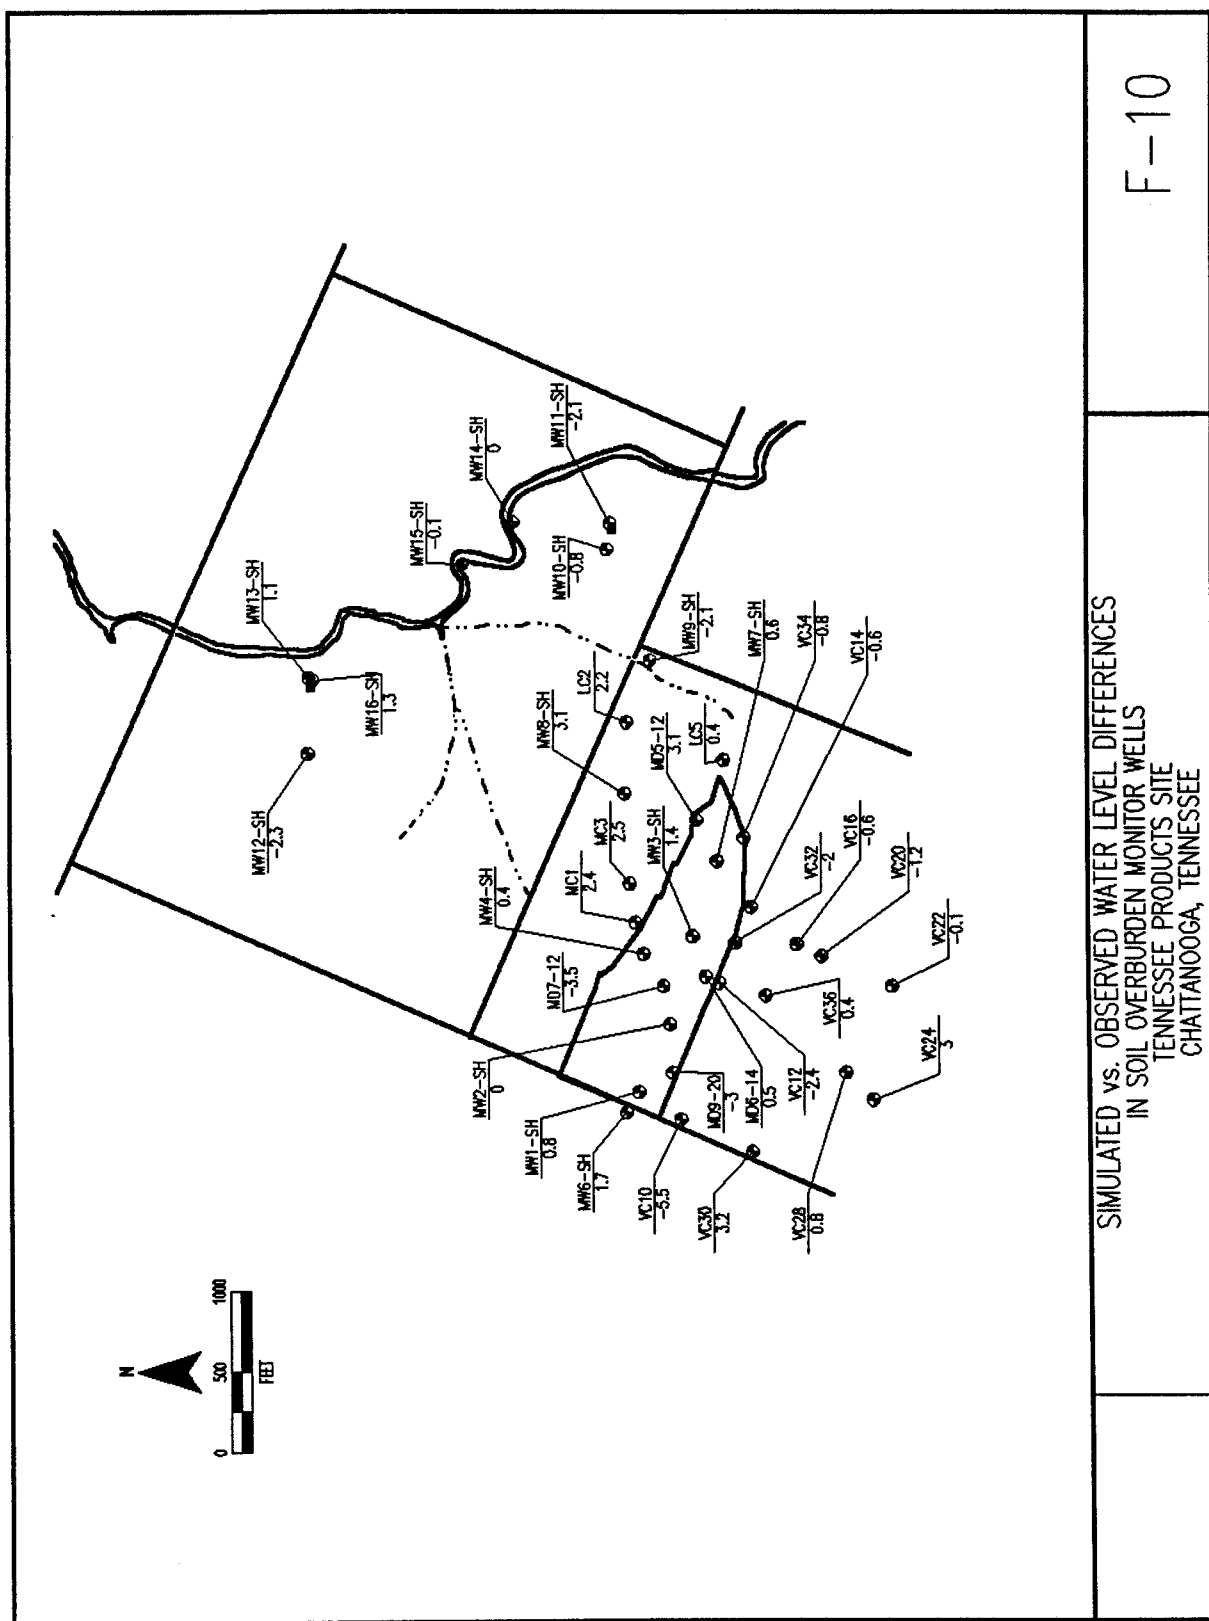 N
0
500
1000
FEET
MW12-SH
-2.3
MW13-SH
1.1
MW16-SH
1.3
MW15-SH
-0.1
MW14-SH
0
MW11-SH
-2.1
MW10-SH
-0.8
MW9-SH
-2.1
LC2
2.2
MW8-SH
3.1
MC3
2.5
MC1
2.4
MW4-SH
0.4
MD7-12
-3.5
MW2-SH
0
MW1-SH
0.8
MW6-SH
1.7
VC10
-5.5
VC30
3.2
MD5-12
3.1
LC5
0.4
MW3-SH
1.4
MW7-SH
0.6
VC34
-0.8
VC14
-0.6
VC32
-2
VC16
-0.6
VC20
-1.2
VC22
-0.1
VC36
0.4
MD9-20
-3
MD6-14
0.5
VC12
-2.4
VC24
3
VC28
0.8
SIMULATED vs. OBSERVED WATER LEVEL DIFFERENCES
IN SOIL OVERBURDEN MONITOR WELLS
TENNESSEE PRODUCTS SITE
CHATTANOOGA, TENNESSEE
F-10